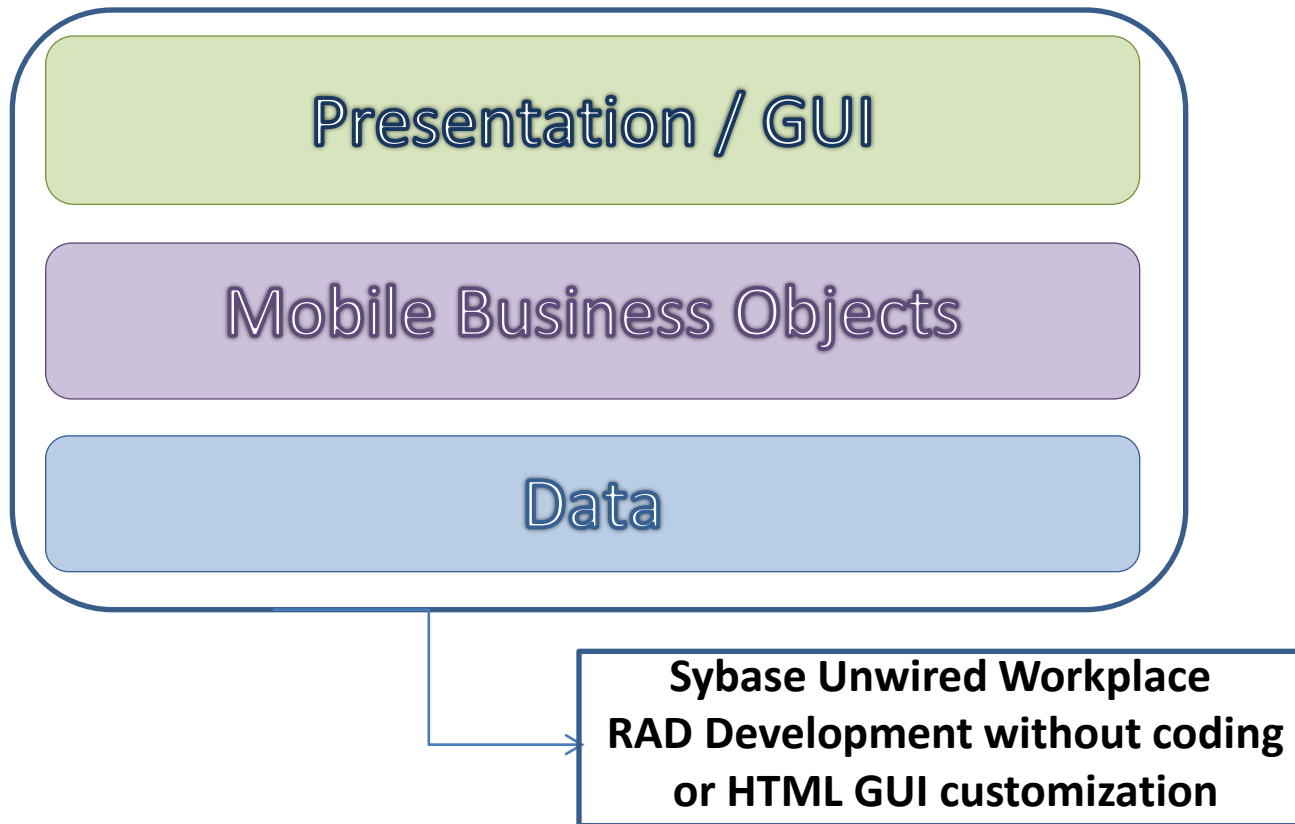 Presentation / GUI
Mobile Business Objects
Data
Sybase Unwired Workplace
RAD Development without coding
or HTML GUI customization